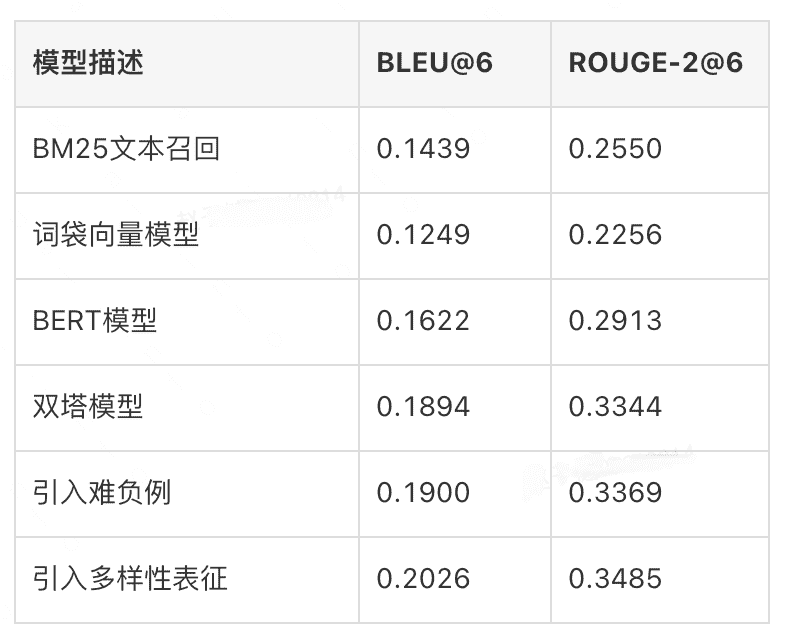 模型描述 BLEU@6 ROUGE-2@6
BM25文本召回 0.1439 0.2550
词袋向量模型 0.1249 0.2256
BERT模型 0.1622 0.2913
双塔模型 0.1894 0.3344
引入难负例 0.1900 0.3369
引入多样性表征 0.2026 0.3485